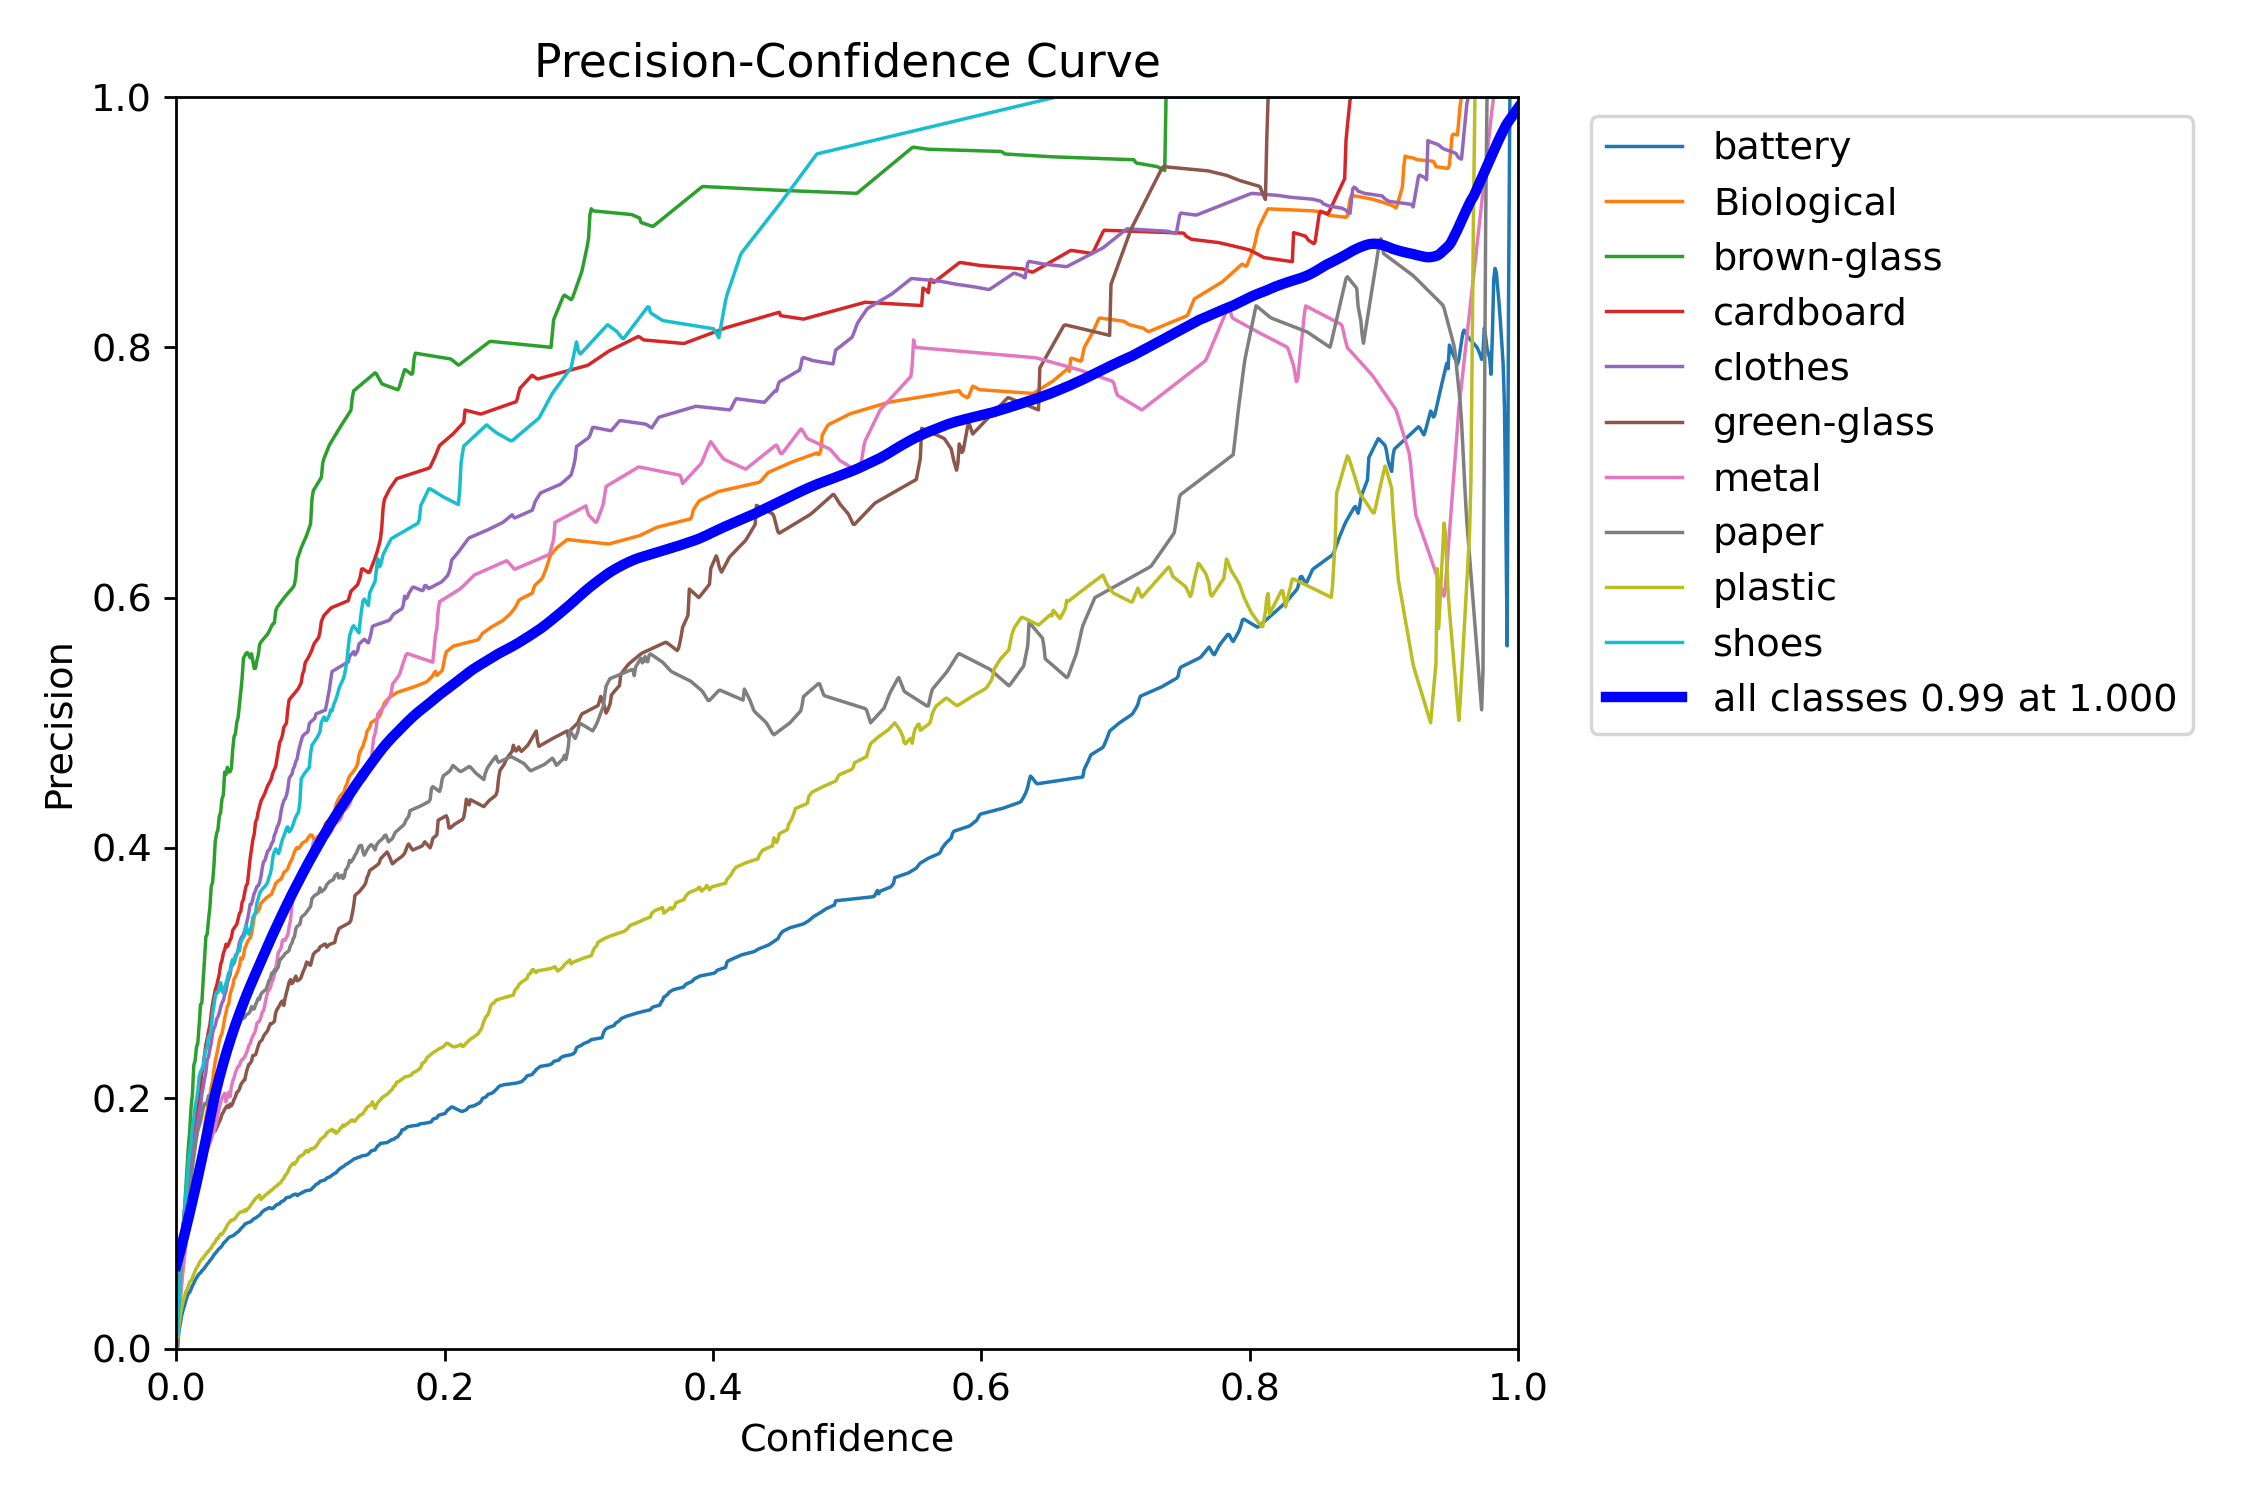 Precision-Confidence Curve
1.0
0.8
0.6
0.4
0.2
0.0
Precision
0.0 0.2 0.4 0.6 0.8 1.0
Confidence
battery
Biological
brown-glass
cardboard
clothes
green-glass
metal
paper
plastic
shoes
all classes 0.99 at 1.000